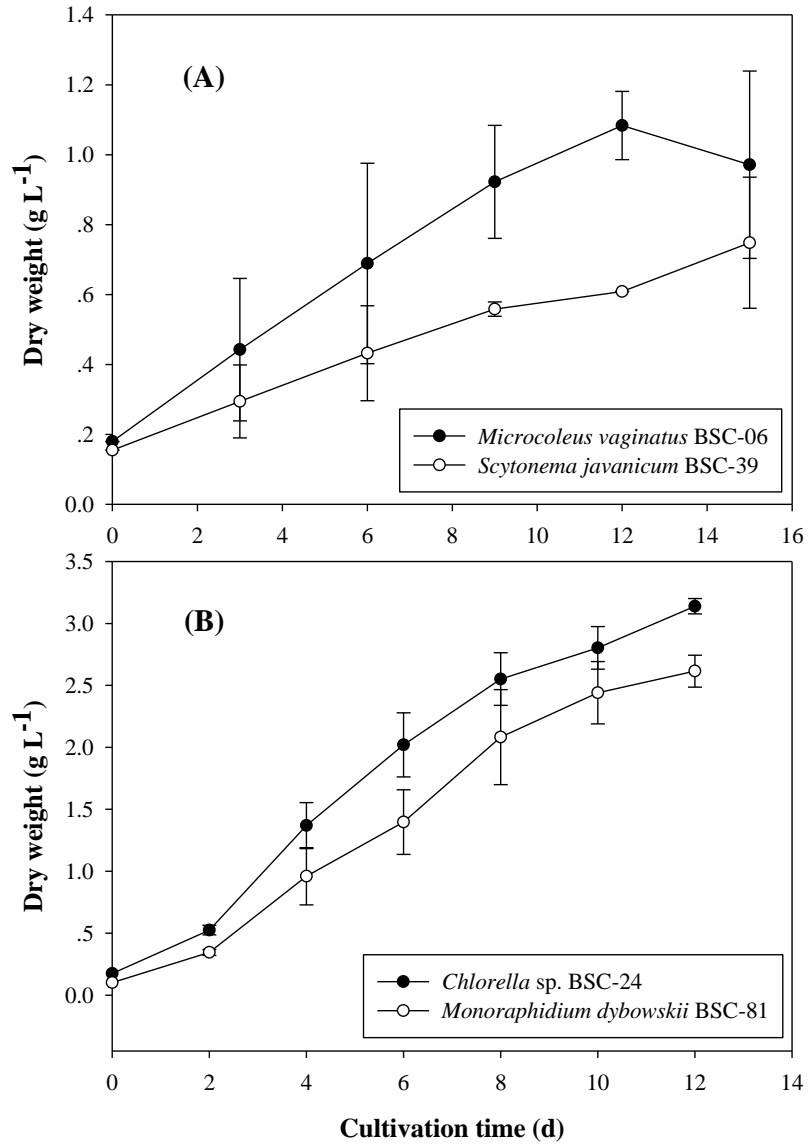 1.4
1.2
1.0
.8
.6
.4
.2
0.0
Dry weight (g L-1)
(A)
Microcoleus vaginatus BSC-06
Scytonema javanicum BSC-39
0 2 4 6 8 10 12 14 16
3.5
3.0
2.5
2.0
1.5
1.0
.5
0.0
Dry weight (g L-1)
(B)
Chlorella sp. BSC-24
Monoraphidium dybowskii BSC-81
0 2 4 6 8 10 12 14
Cultivation time (d)